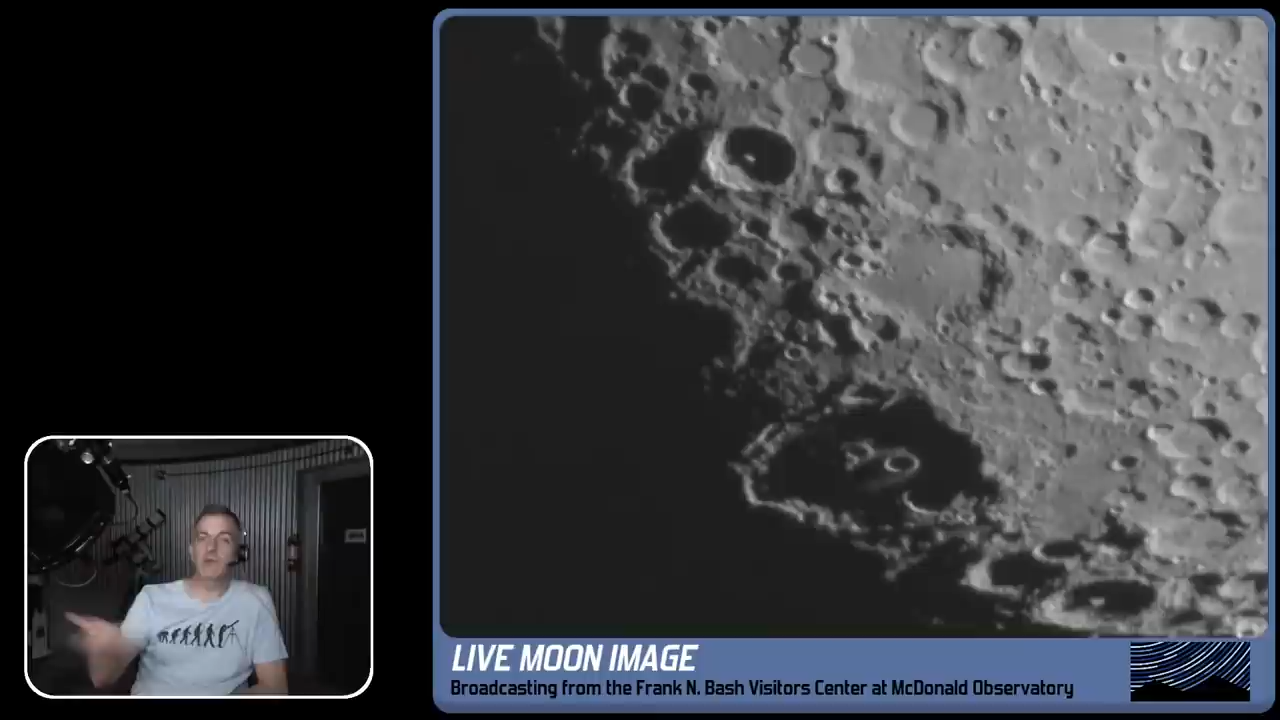 LIVE MOON IMAGE
Broadcasting from the Frank N. Bash Visitors Center at McDonald Observatory